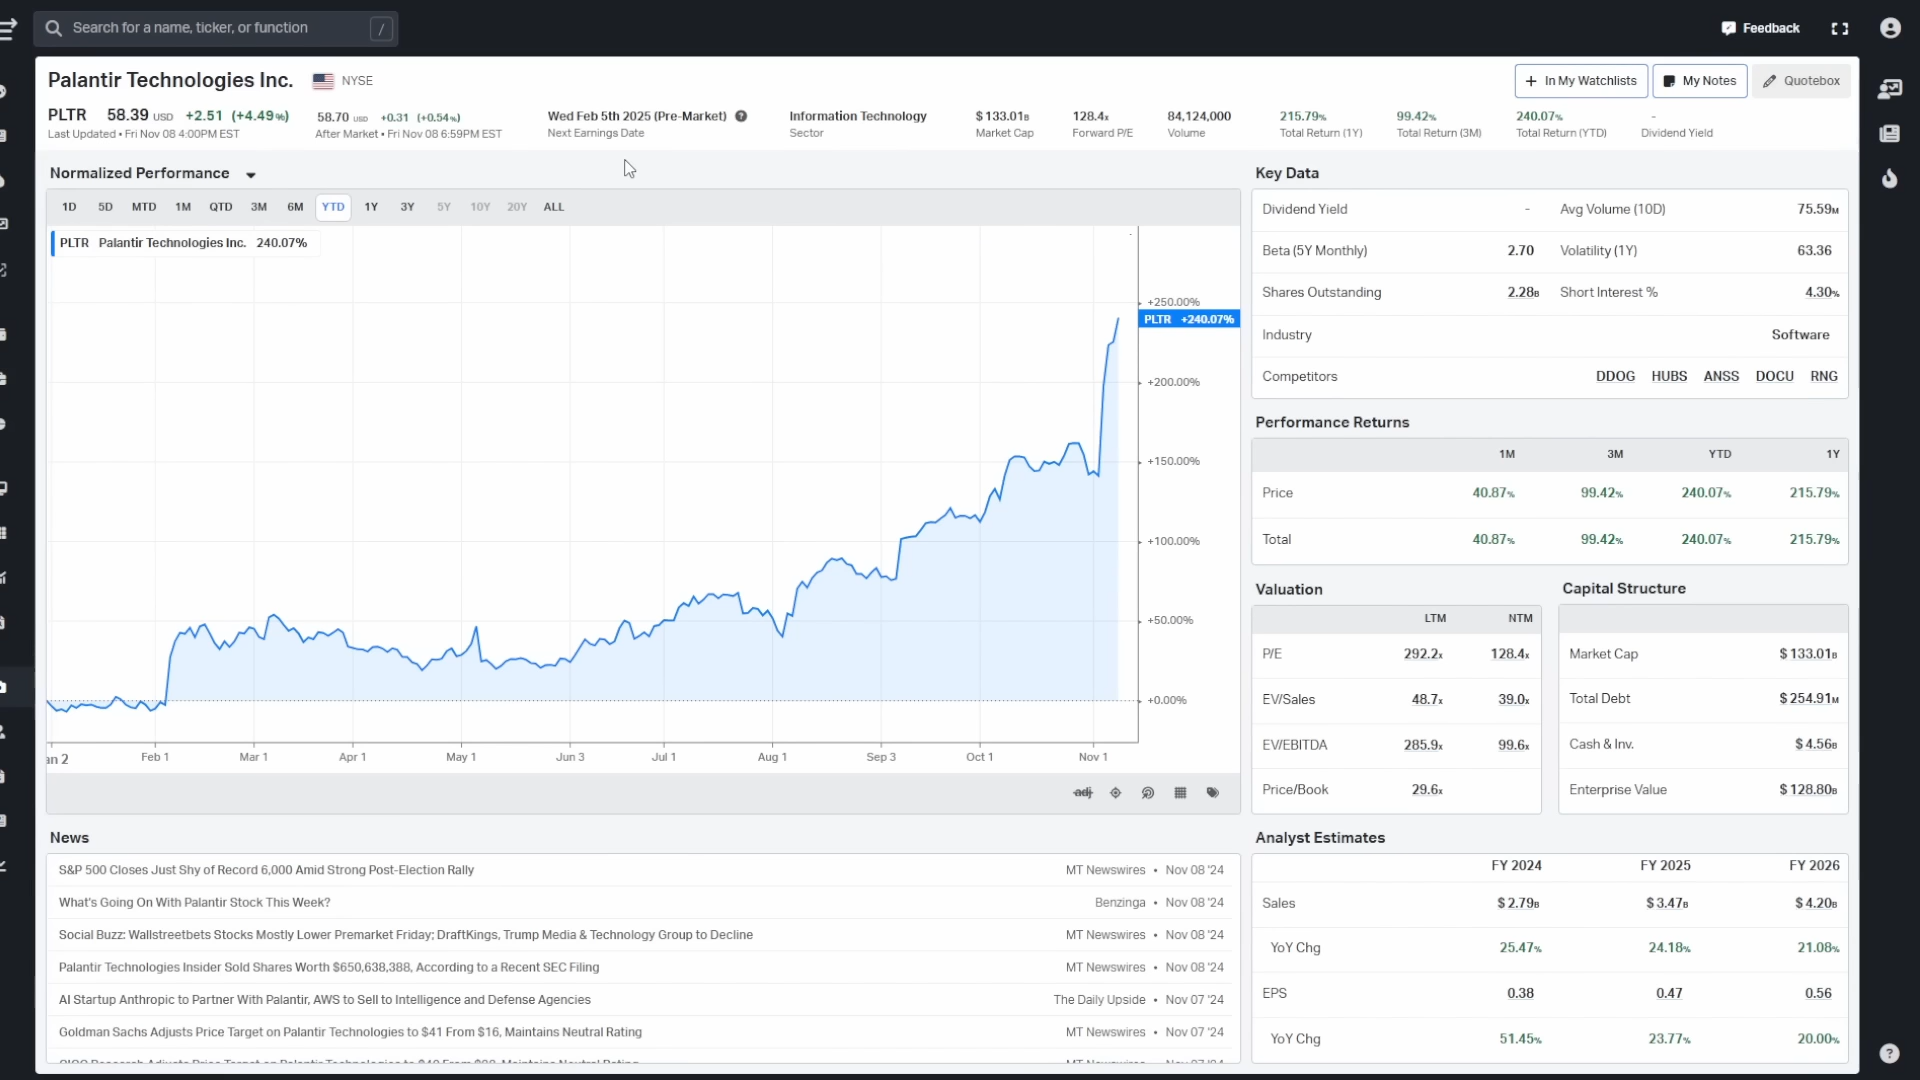 Search for a name, ticker, or function
/
Feedback
Palantir Technologies Inc.
NYSE
In My Watchlists
My Notes
Quotebox
PLTR 58.39 USD +2.51 (+4.49%)
Last Updated • Fri Nov 08 4:00PM EST
58.70 USD +0.31 (+0.54%)
After Market • Fri Nov 08 6:59PM EST
Wed Feb 5th 2025 (Pre-Market)
Next Earnings Date
Information Technology
Sector
$133.01B
Market Cap
128.4x
Forward P/E
84,124,000
Volume
215.79%
Total Return (1Y)
99.42%
Total Return (3M)
240.07%
Total Return (YTD)
-
Dividend Yield
Normalized Performance
1D 5D MTD 1M QTD 3M 6M YTD 1Y 3Y 5Y 10Y 20Y ALL
PLTR Palantir Technologies Inc. 240.07%
+250.00%
PLTR +240.07%
+200.00%
+150.00%
+100.00%
+50.00%
+0.00%
an 2 Feb 1 Mar 1 Apr 1 May 1 Jun 3 Jul 1 Aug 1 Sep 3 Oct 1 Nov 1
adj
Key Data
Dividend Yield - Avg Volume (10D) 75.59M
Beta (5Y Monthly) 2.70 Volatility (1Y) 63.36
Shares Outstanding 2.28B Short Interest % 4.30%
Industry Software
Competitors DDOG HUBS ANSS DOCU RNG
Performance Returns
1M 3M YTD 1Y
Price 40.87% 99.42% 240.07% 215.79%
Total 40.87% 99.42% 240.07% 215.79%
Valuation
LTM NTM
P/E 292.2x 128.4x
EV/Sales 48.7x 39.0x
EV/EBITDA 285.9x 99.6x
Price/Book 29.6x
Capital Structure
Market Cap $133.01B
Total Debt $254.91M
Cash & Inv. $4.56B
Enterprise Value $128.80B
News
S&P 500 Closes Just Shy of Record 6,000 Amid Strong Post-Election Rally MT Newswires • Nov 08 '24
What's Going On With Palantir Stock This Week? Benzinga • Nov 08 '24
Social Buzz: Wallstreetbets Stocks Mostly Lower Premarket Friday; DraftKings, Trump Media & Technology Group to Decline MT Newswires • Nov 08 '24
Palantir Technologies Insider Sold Shares Worth $650,638,388, According to a Recent SEC Filing MT Newswires • Nov 08 '24
AI Startup Anthropic to Partner With Palantir, AWS to Sell to Intelligence and Defense Agencies The Daily Upside • Nov 07 '24
Goldman Sachs Adjusts Price Target on Palantir Technologies to $41 From $16, Maintains Neutral Rating MT Newswires • Nov 07 '24
Analyst Estimates
FY 2024 FY 2025 FY 2026
Sales $2.79B $3.47B $4.20B
YoY Chg 25.47% 24.18% 21.08%
EPS 0.38 0.47 0.56
YoY Chg 51.45% 23.77% 20.00%